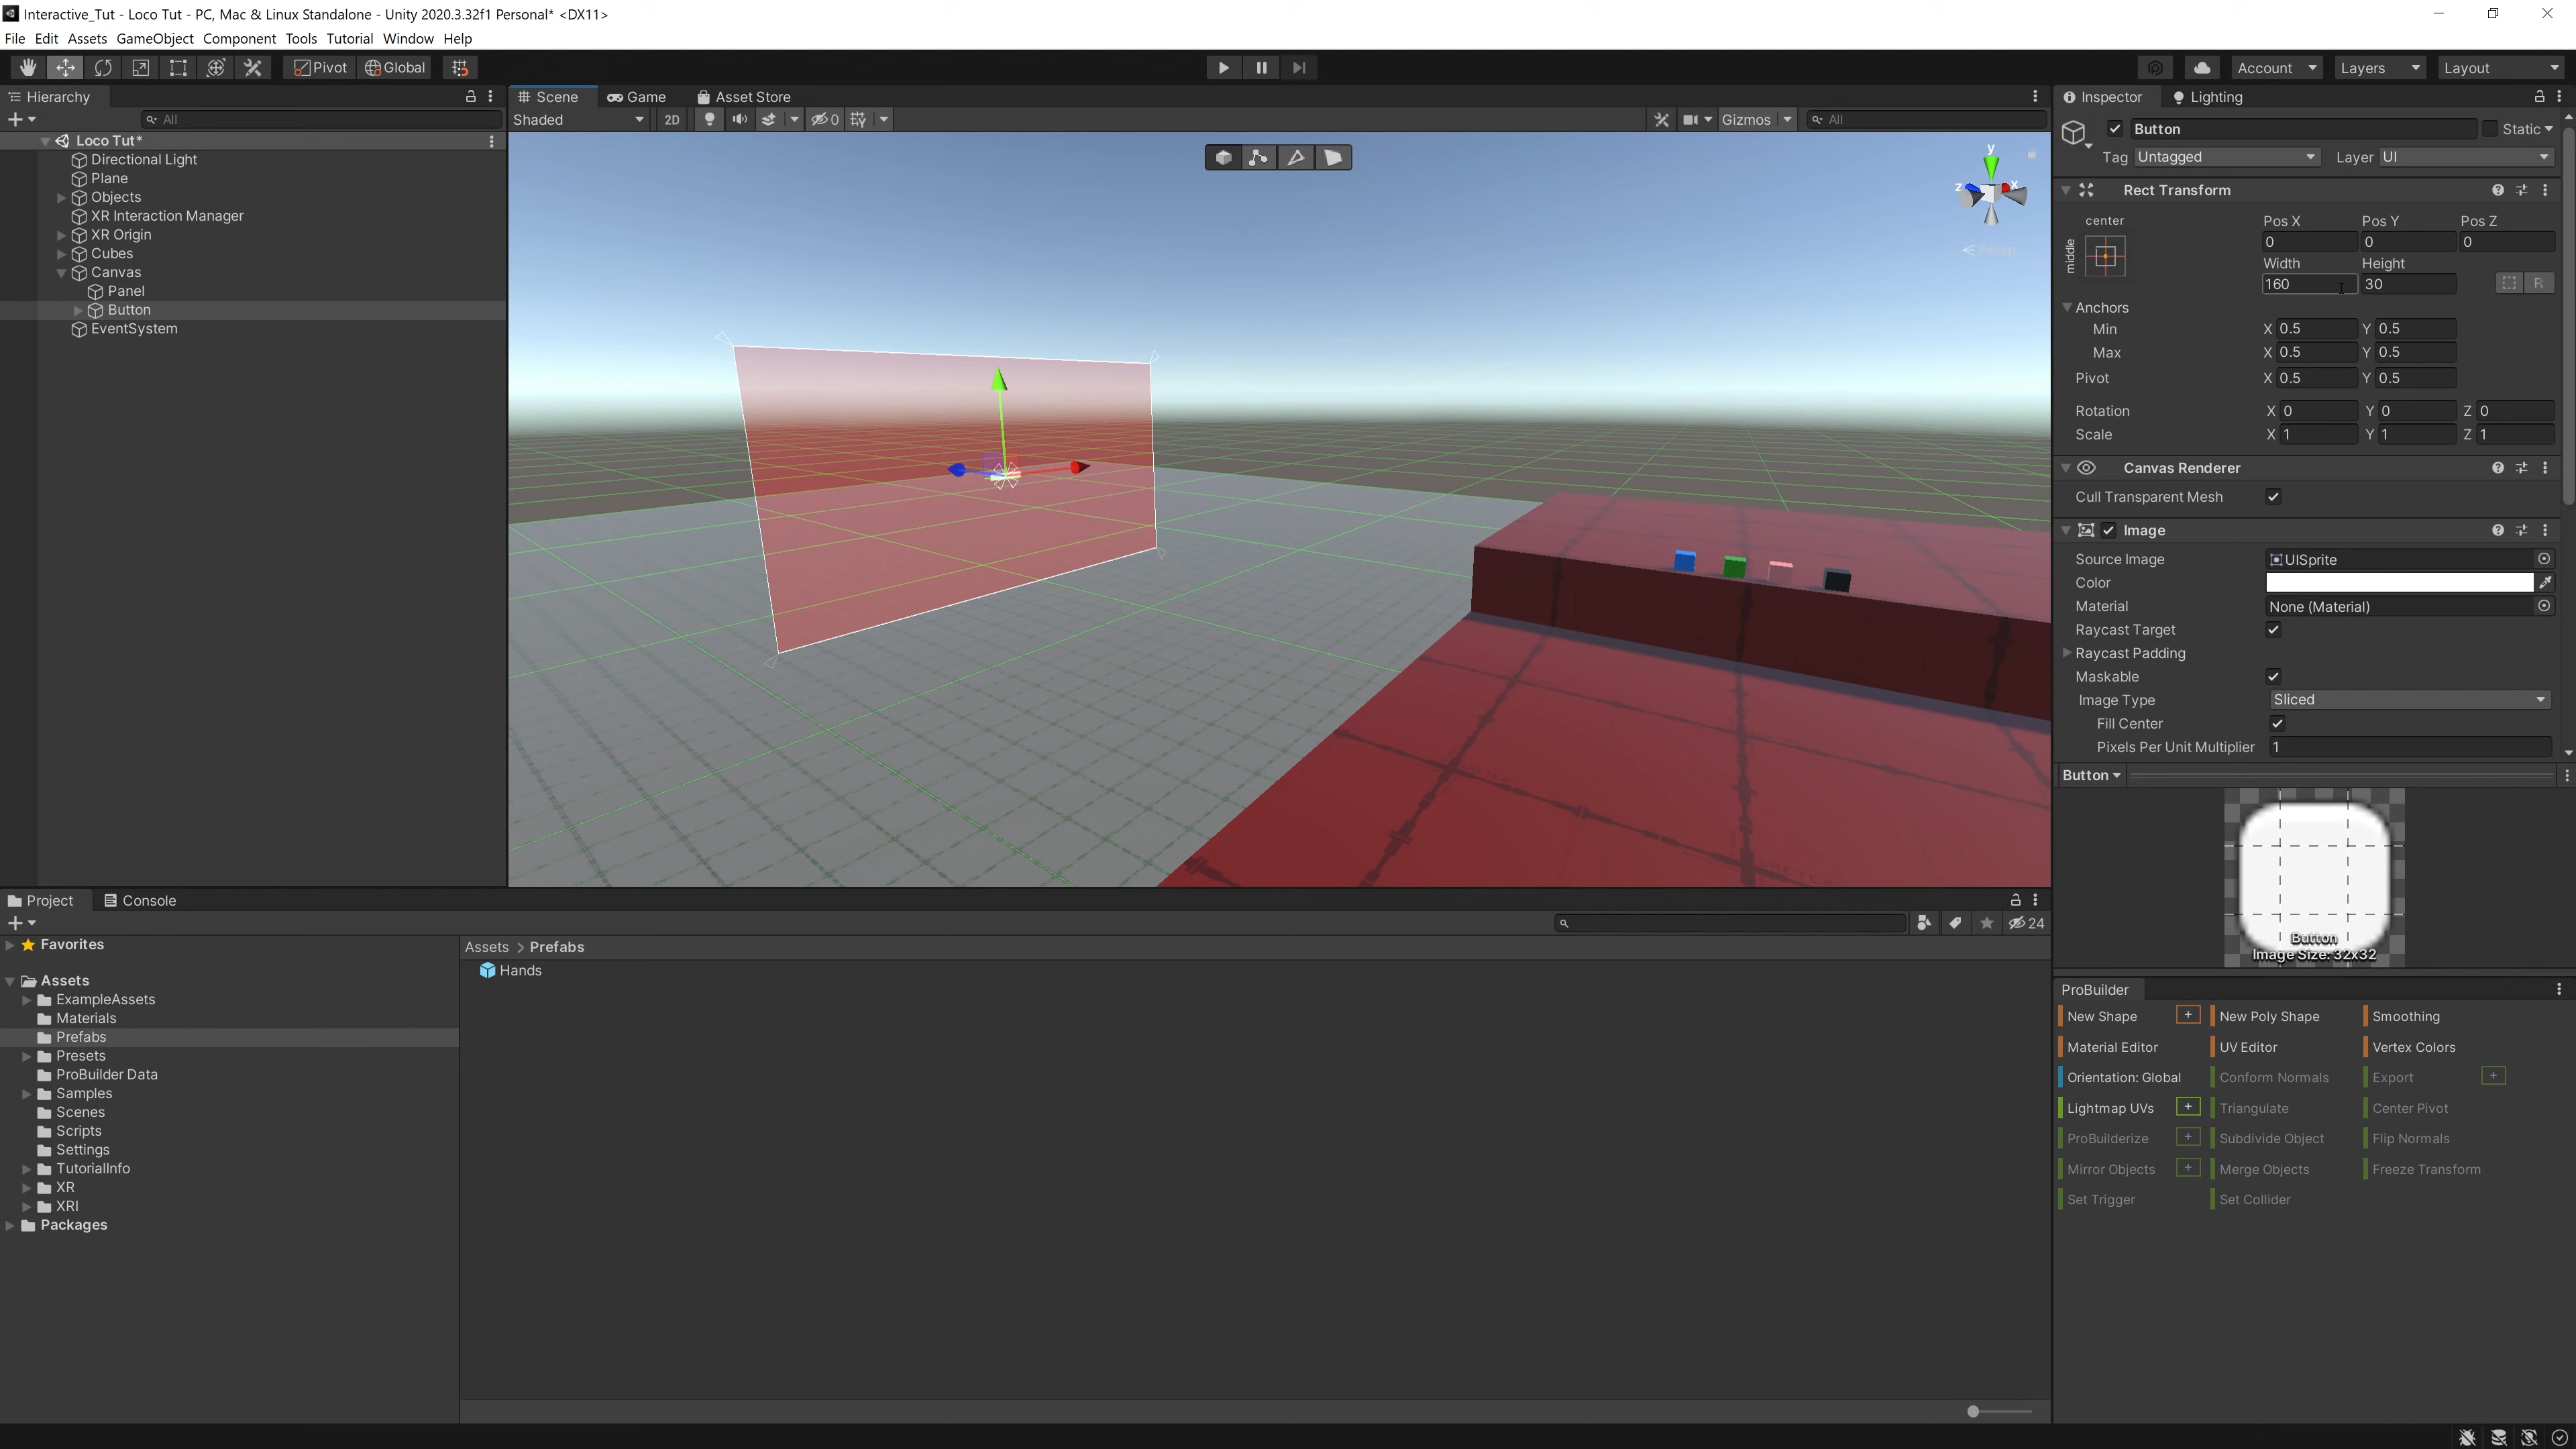 Interactive_Tut - Loco Tut - PC, Mac & Linux Standalone - Unity 2020.3.32f1 Personal* <DX11>
File Edit Assets GameObject Component Tools Tutorial Window Help
Pivot Global Account Layers Layout
Hierarchy
All
Loco Tut*
Directional Light
Plane
Objects
XR Interaction Manager
XR Origin
Cubes
Canvas
Panel
Button
EventSystem
Scene Game Asset Store
Shaded 2D 0 Gizmos All
y
z x
Persp
Inspector Lighting
Button Static
Tag Untagged Layer UI
Rect Transform
center Pos X Pos Y Pos Z
middle 0 0 0
Width Height
160 30 R
Anchors
Min X 0.5 Y 0.5
Max X 0.5 Y 0.5
Pivot X 0.5 Y 0.5
Rotation X 0 Y 0 Z 0
Scale X 1 Y 1 Z 1
Canvas Renderer
Cull Transparent Mesh
Image
Source Image UISprite
Color
Material None (Material)
Raycast Target
Raycast Padding
Maskable
Image Type Sliced
Fill Center
Pixels Per Unit Multiplier 1
Button
Button
Image Size: 32x32
Project Console
24
Favorites
Assets
ExampleAssets
Materials
Prefabs
Presets
ProBuilder Data
Samples
Scenes
Scripts
Settings
TutorialInfo
XR
XRI
Packages
Assets > Prefabs
Hands
ProBuilder
New Shape + New Poly Shape Smoothing
Material Editor UV Editor Vertex Colors
Orientation: Global Conform Normals Export +
Lightmap UVs + Triangulate Center Pivot
ProBuilderize + Subdivide Object Flip Normals
Mirror Objects + Merge Objects Freeze Transform
Set Trigger Set Collider